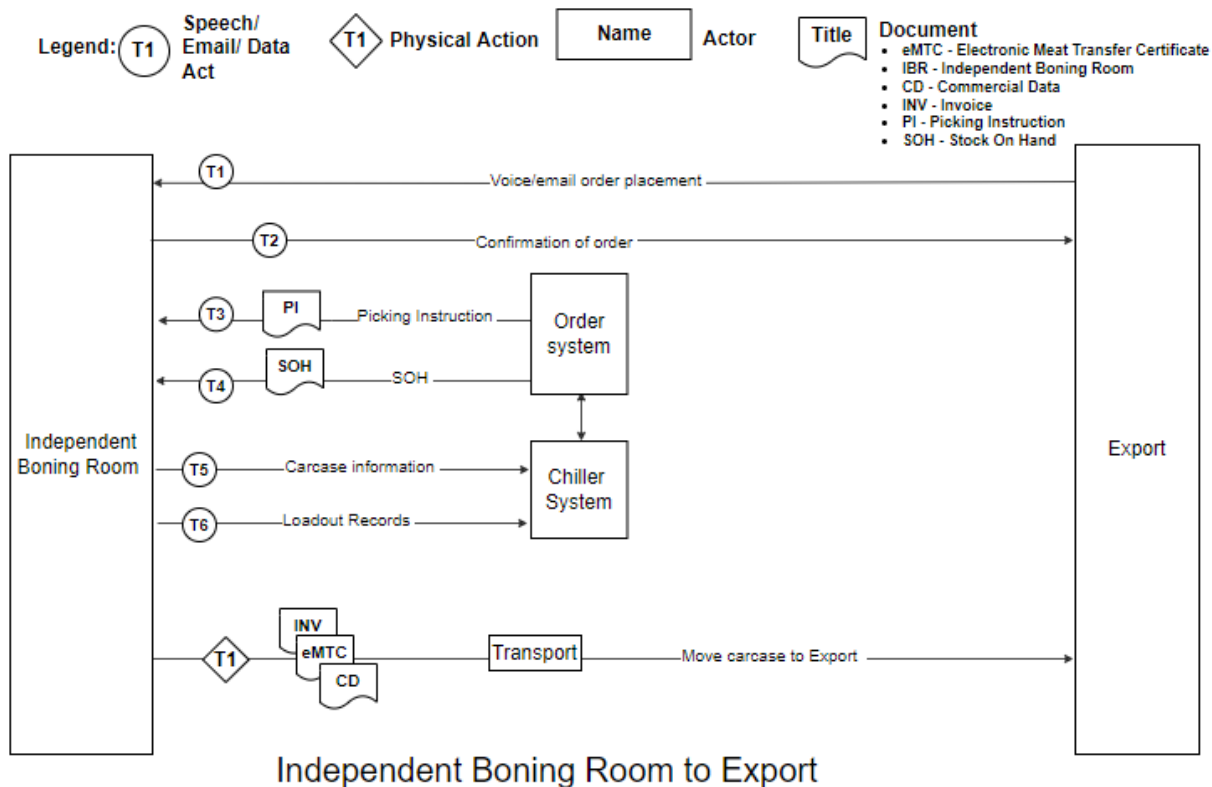 Legend:
T1
Speech/
Email/ Data
Act
T1
Physical Action
Name
Actor
Title
Document
• eMTC - Electronic Meat Transfer Certificate
• IBR - Independent Boning Room
• CD - Commercial Data
• INV - Invoice
• PI - Picking Instruction
• SOH - Stock On Hand
T1
Voice/email order placement
T2
Confirmation of order
T3
PI
Picking Instruction
Order
system
T4
SOH
SOH
Independent
Boning Room
Export
T5
Carcase information
Chiller
System
T6
Loadout Records
T1
INV
eMTC
CD
Transport
Move carcase to Export
Independent Boning Room to Export